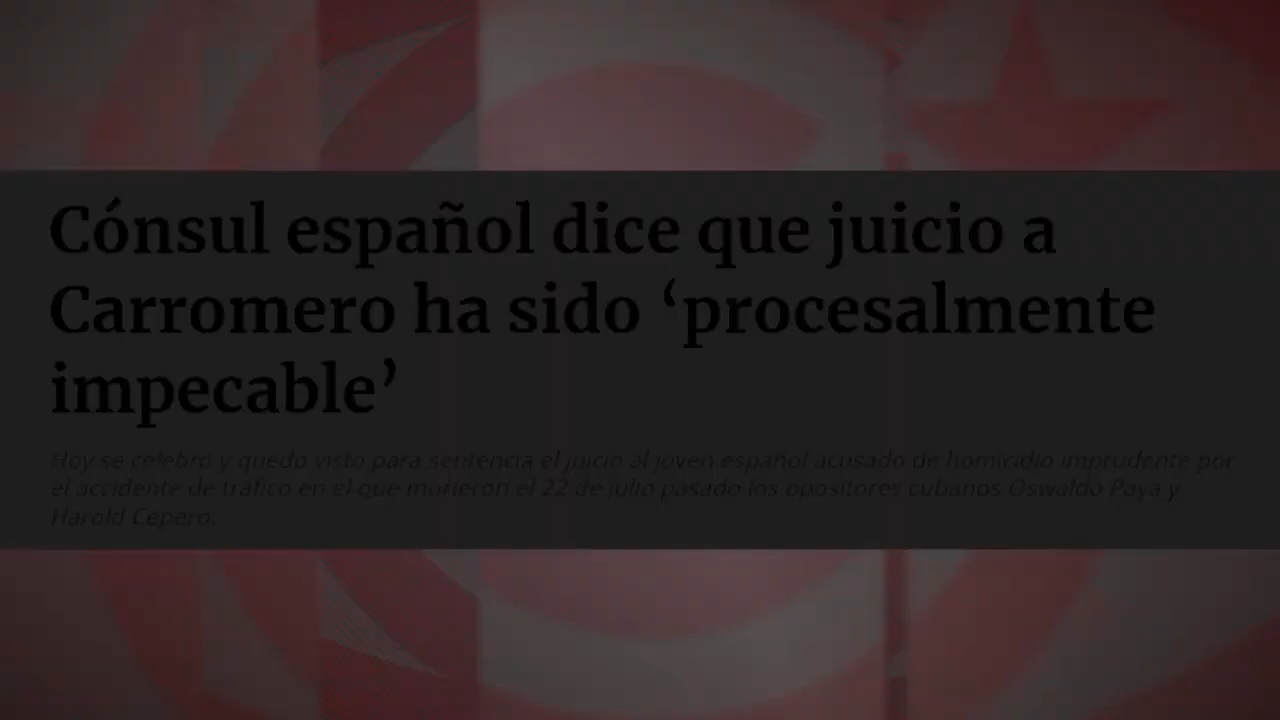 Cónsul español dice que juicio a
Carromero ha sido ‘procesalmente
impecable’
Hoy se celebró y quedó visto para sentencia el juicio al joven español acusado de homicidio imprudente por
el accidente de tráfico en el que murieron el 22 de julio pasado los opositores cubanos Oswaldo Payá y
Harold Cepero.